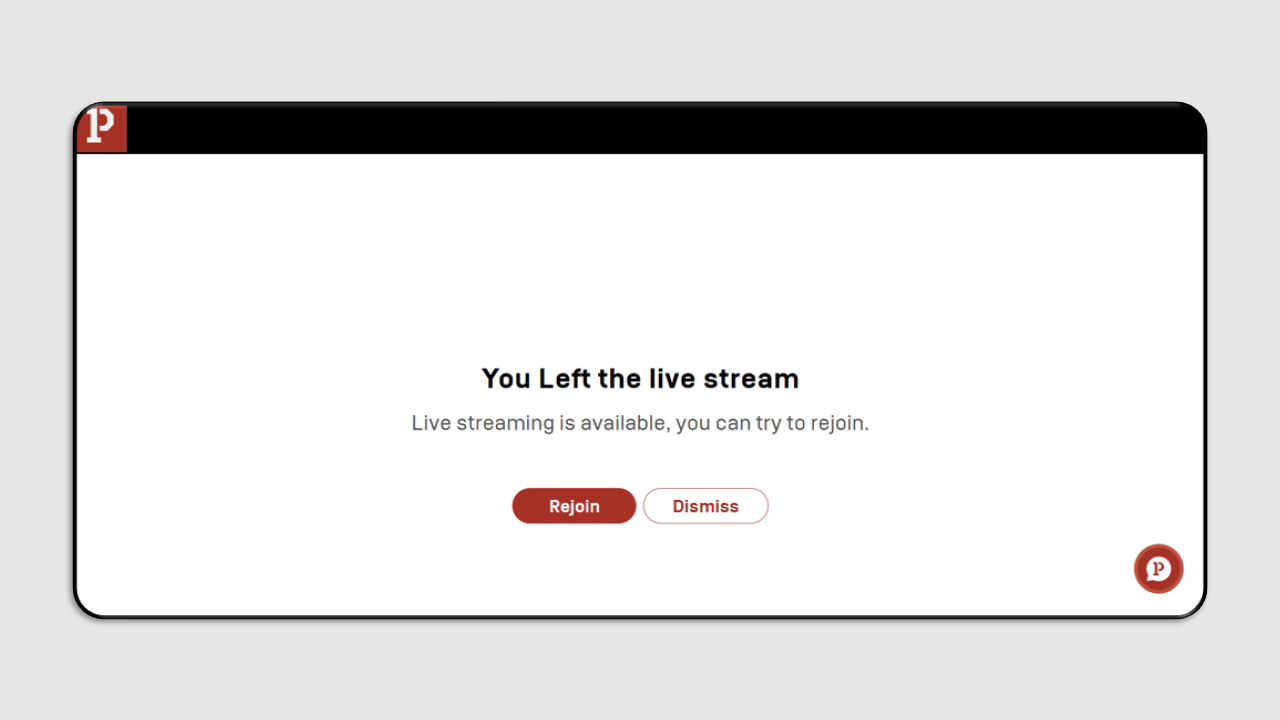 P
You Left the live stream
Live streaming is available, you can try to rejoin.
Rejoin Dismiss
P